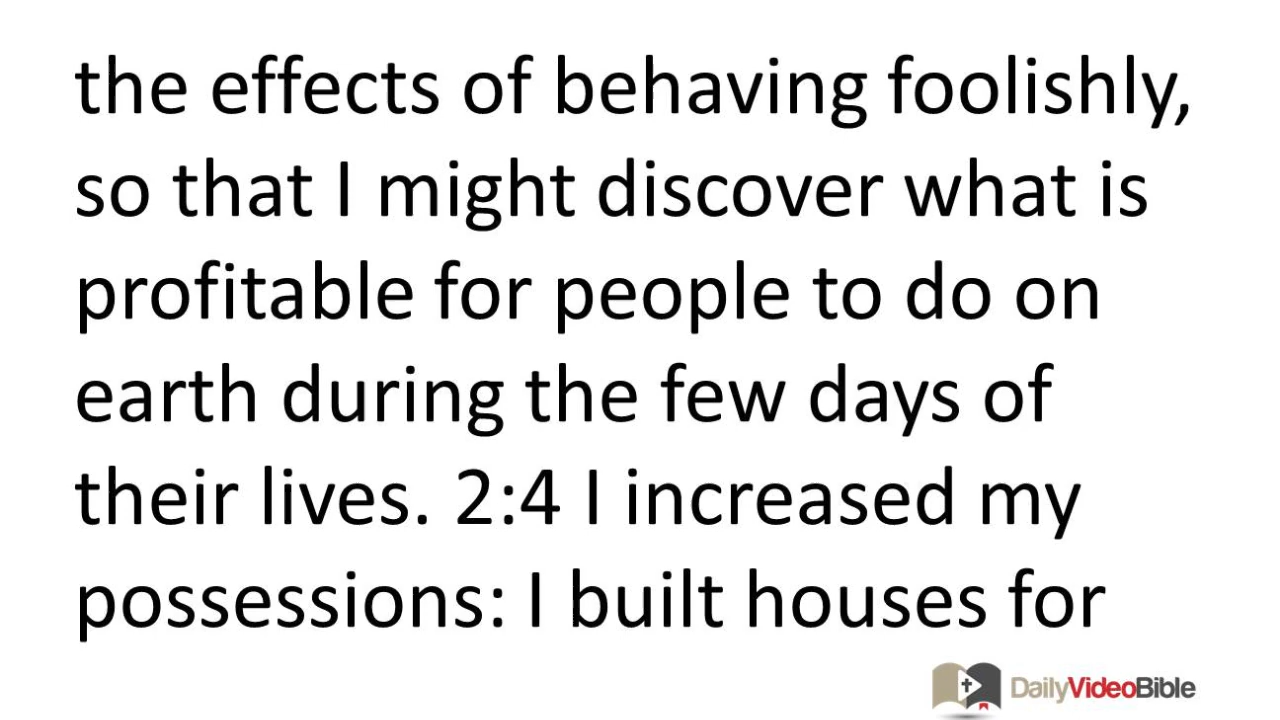 the effects of behaving foolishly,
so that I might discover what is
profitable for people to do on
earth during the few days of
their lives. 2:4 I increased my
possessions: I built houses for
DailyVideoBible